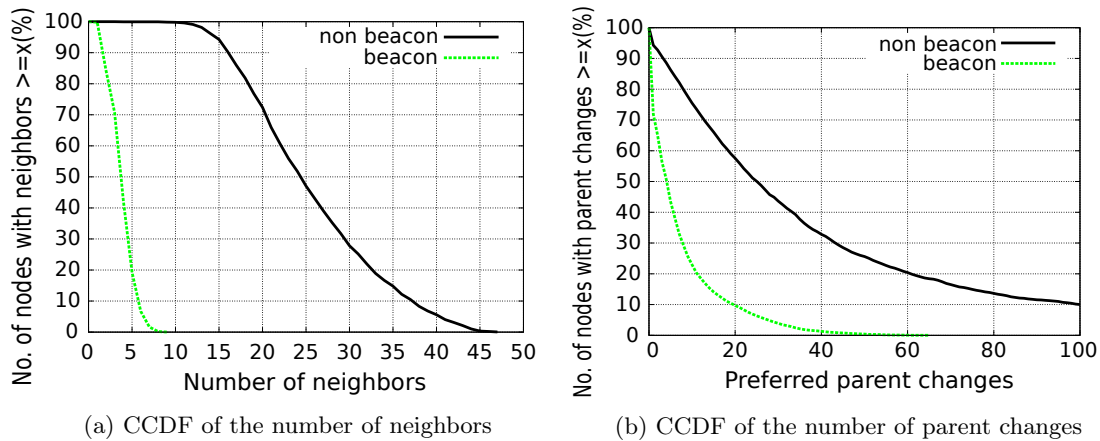 No. of nodes with neighbors >=x(%)
100
90
80
70
60
50
40
30
20
10
0
non beacon
beacon
0 5 10 15 20 25 30 35 40 45 50
Number of neighbors
(a) CCDF of the number of neighbors
No. of nodes with parent changes >=x(%)
100
90
80
70
60
50
40
30
20
10
0
non beacon
beacon
0 20 40 60 80 100
Preferred parent changes
(b) CCDF of the number of parent changes